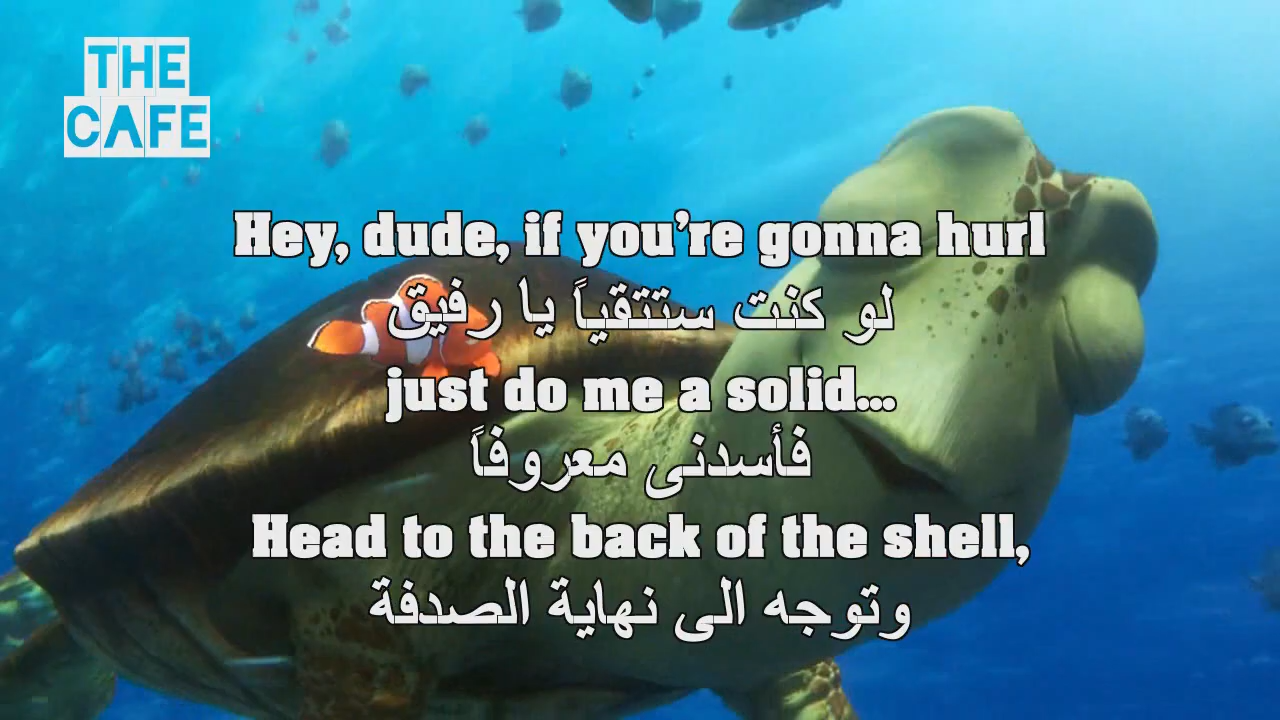 THE
CAFE
Hey, dude, if you're gonna hurl
لو كنت ستتقيأً يا رفيق
just do me a solid...
فأسدنى معروفاً
Head to the back of the shell,
وتوجه الى نهاية الصدفة